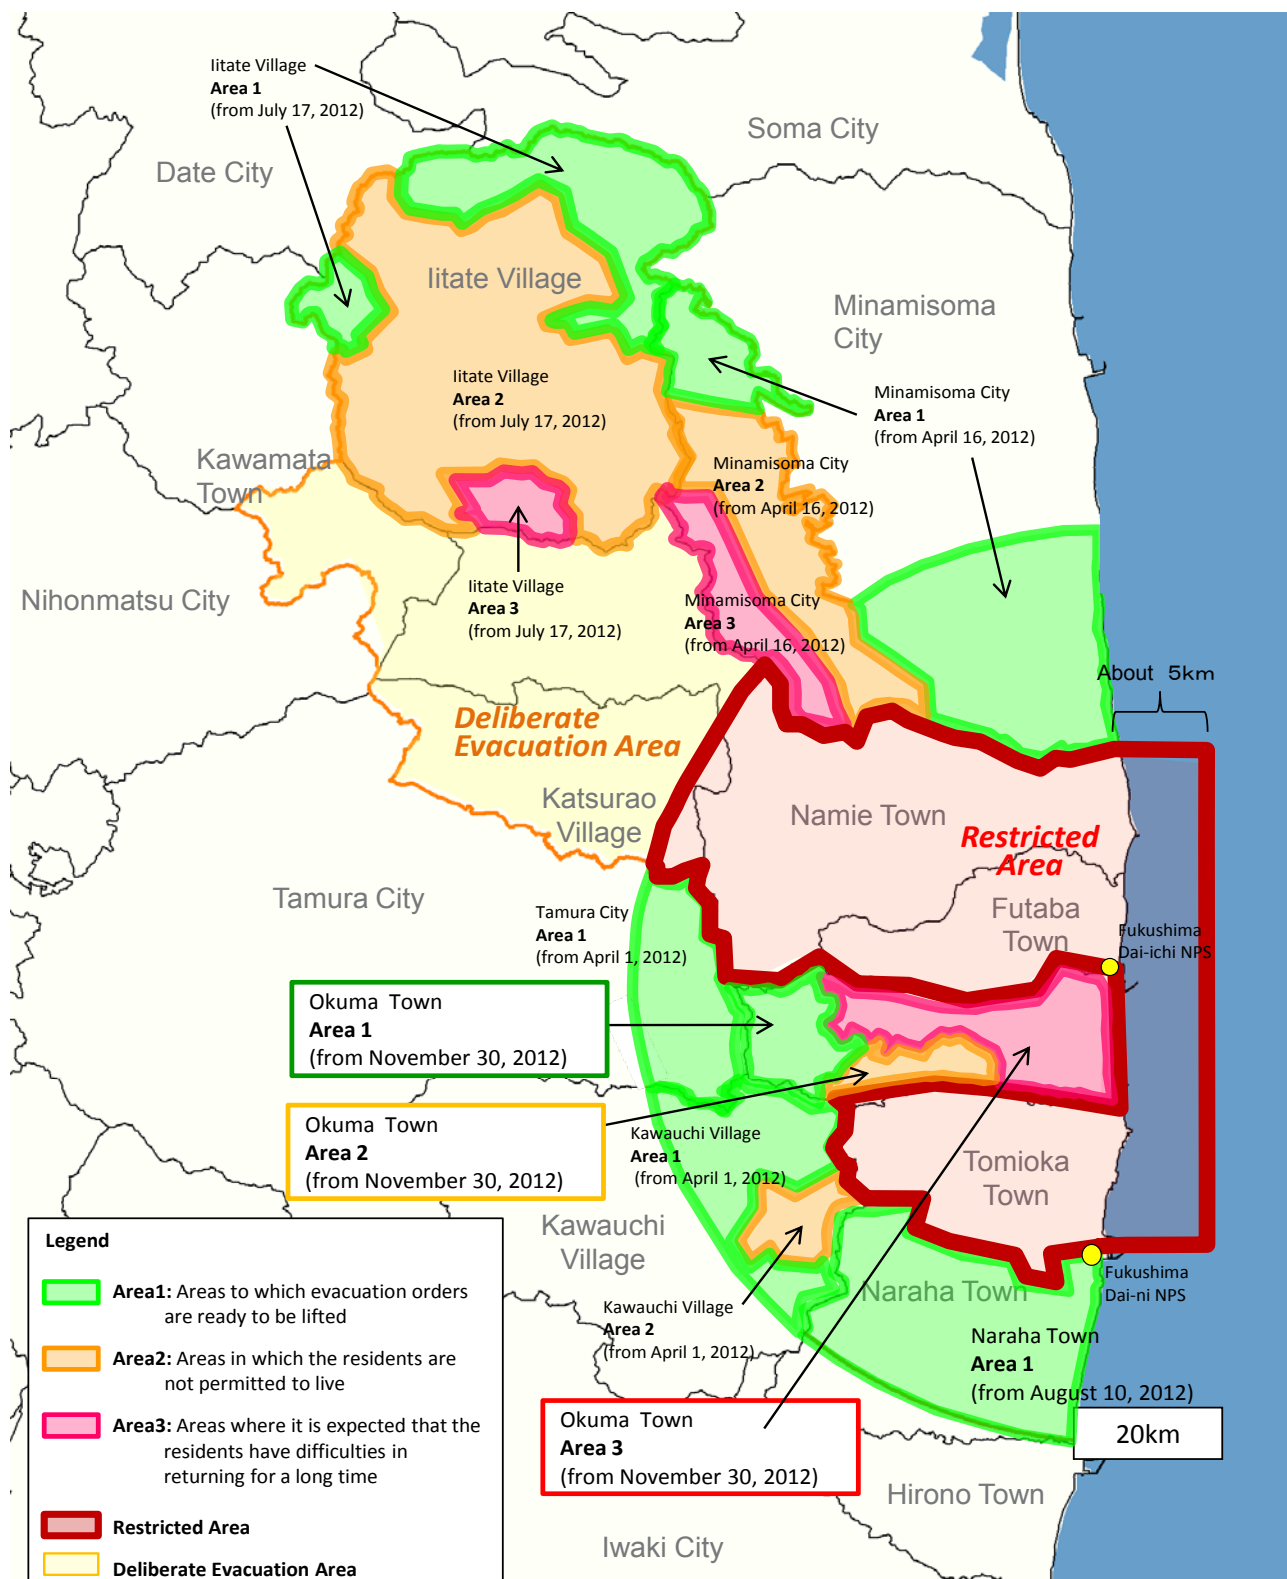 Iitate Village
Area 1
(from July 17, 2012)
Soma City
Date City
Iitate Village
Minamisoma
City
Iitate Village
Area 2
(from July 17, 2012)
Minamisoma City
Area 1
(from April 16, 2012)
Kawamata
Town
Minamisoma City
Area 2
(from April 16, 2012)
Nihonmatsu City
Iitate Village
Area 3
(from July 17, 2012)
Minamisoma City
Area 3
(from April 16, 2012)
About 5km
Deliberate
Evacuation Area
Katsurao
Village
Namie Town
Restricted
Area
Tamura City
Tamura City
Area 1
(from April 1, 2012)
Futaba
Town
Fukushima
Dai-ichi NPS
Okuma Town
Area 1
(from November 30, 2012)
Okuma Town
Area 2
(from November 30, 2012)
Kawauchi Village
Area 1
(from April 1, 2012)
Tomioka
Town
Kawauchi
Village
Fukushima
Dai-ni NPS
Naraha Town
Kawauchi Village
Area 2
(from April 1, 2012)
Naraha Town
Area 1
(from August 10, 2012)
20km
Okuma Town
Area 3
(from November 30, 2012)
Hirono Town
Iwaki City
Legend
Area1: Areas to which evacuation orders
are ready to be lifted
Area2: Areas in which the residents are
not permitted to live
Area3: Areas where it is expected that the
residents have difficulties in
returning for a long time
Restricted Area
Deliberate Evacuation Area